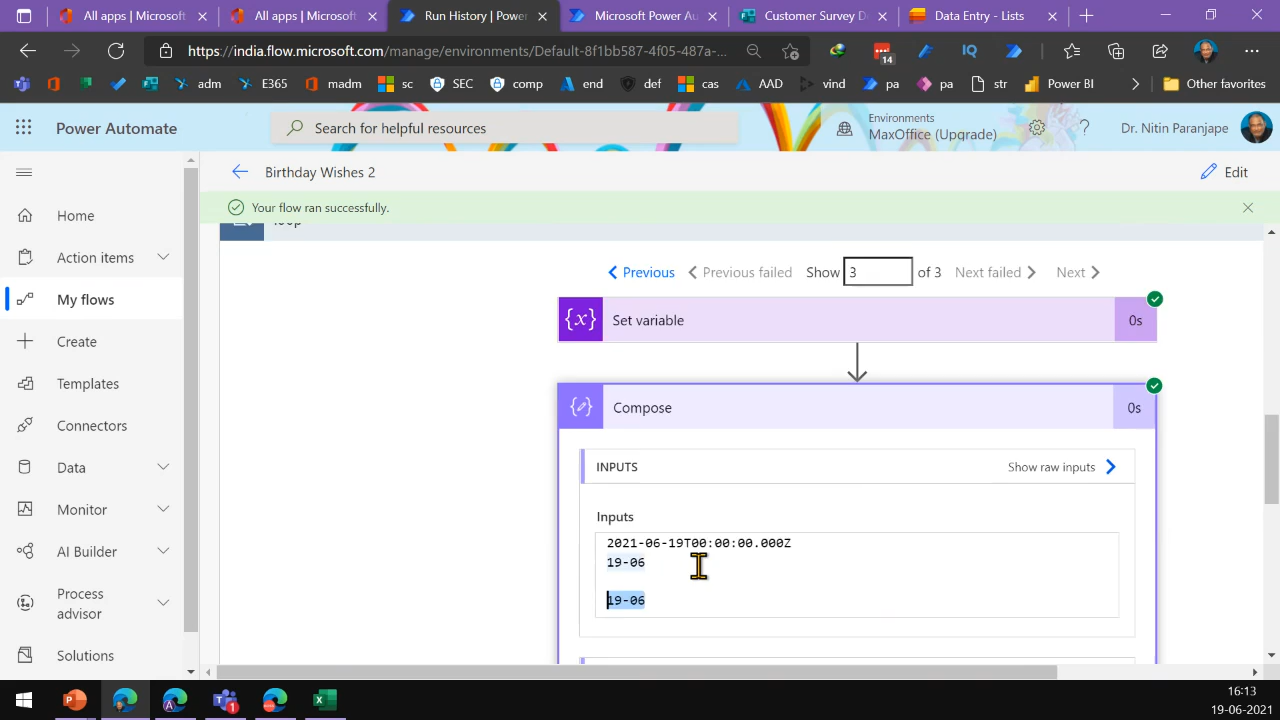 All apps | Microsoft
All apps | Microsoft
Run History | Power
Microsoft Power Au
Customer Survey D
Data Entry - Lists
https://india.flow.microsoft.com/manage/environments/Default-8f1bb587-4f05-487a-...
14
adm
E365
madm
sc
SEC
comp
end
def
cas
AAD
vind
pa
pa
str
Power BI
Other favorites
Power Automate
Search for helpful resources
Environments
MaxOffice (Upgrade)
Dr. Nitin Paranjape
Birthday Wishes 2
Edit
Your flow ran successfully.
Home
Action items
My flows
Create
Templates
Connectors
Data
Monitor
AI Builder
Process
advisor
Solutions
loop
Previous
Previous failed
Show 3 of 3
Next failed
Next
{x} Set variable 0s
Compose 0s
INPUTS
Show raw inputs
Inputs
2021-06-19T00:00:00.000Z
19-06
19-06
1
16:13
19-06-2021